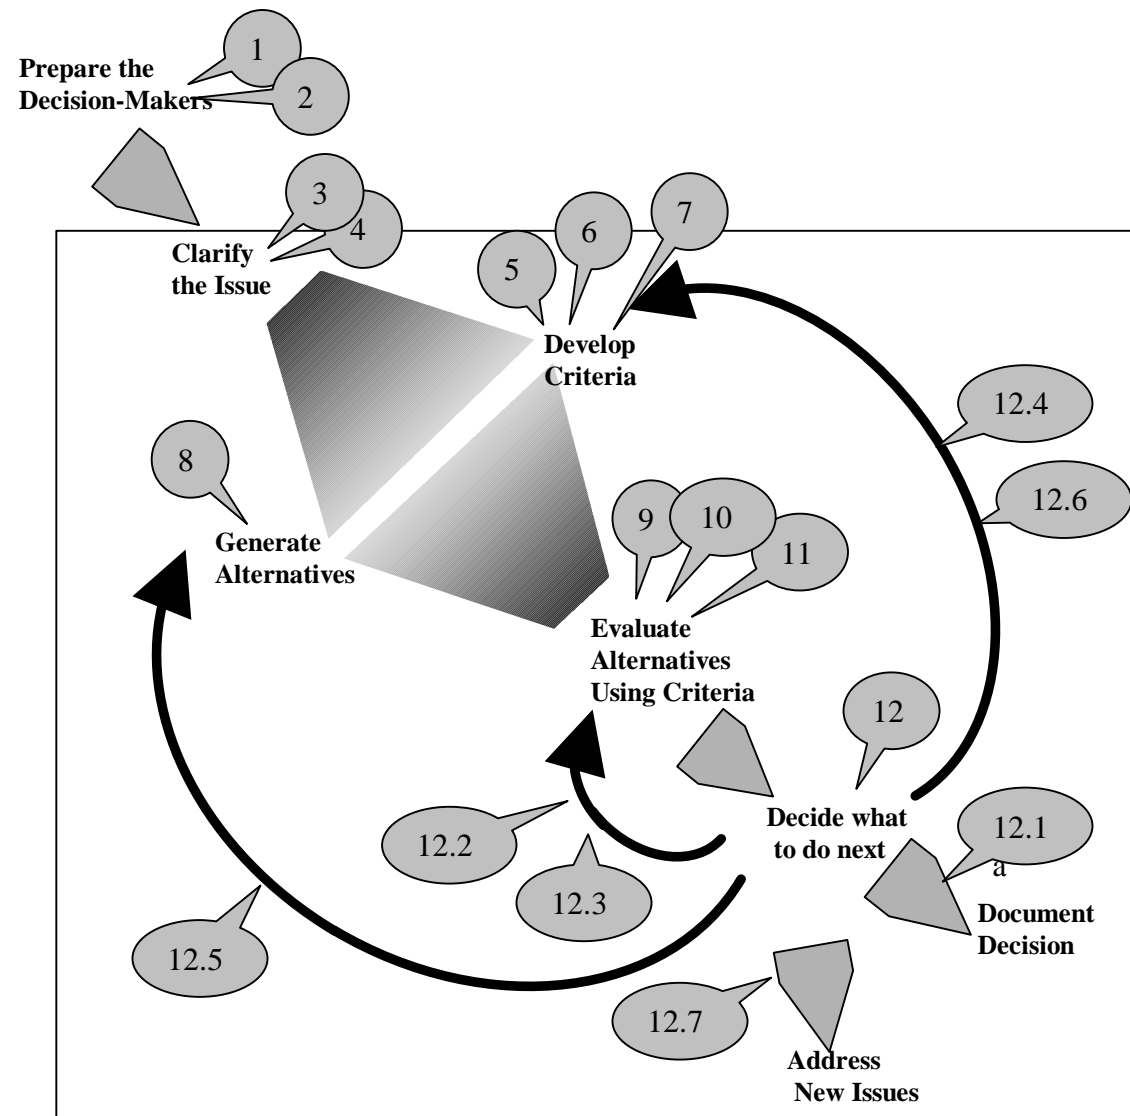 1
Prepare the
Decision-Makers
2
3
4
Clarify
the Issue
5
6
7
Develop
Criteria
12.4
12.6
8
Generate
Alternatives
9
10
11
Evaluate
Alternatives
Using Criteria
12
Decide what
to do next
12.1
a
Document
Decision
12.2
12.3
12.5
12.7
Address
New Issues